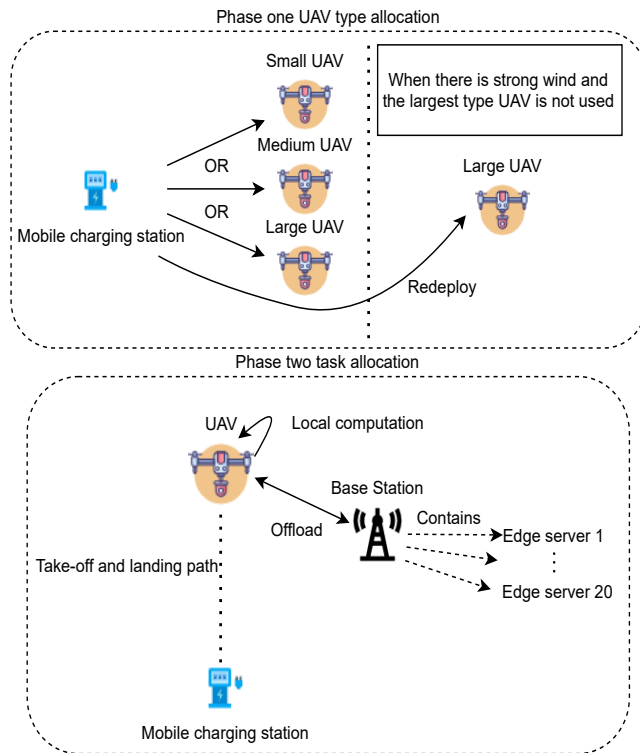 Phase one UAV type allocation
Small UAV
When there is strong wind and
the largest type UAV is not used
Medium UAV
OR
Large UAV
OR
Large UAV
Mobile charging station
Redeploy
Phase two task allocation
UAV
Local computation
Base Station
Offload
Contains
Edge server 1
Take-off and landing path
Edge server 20
Mobile charging station